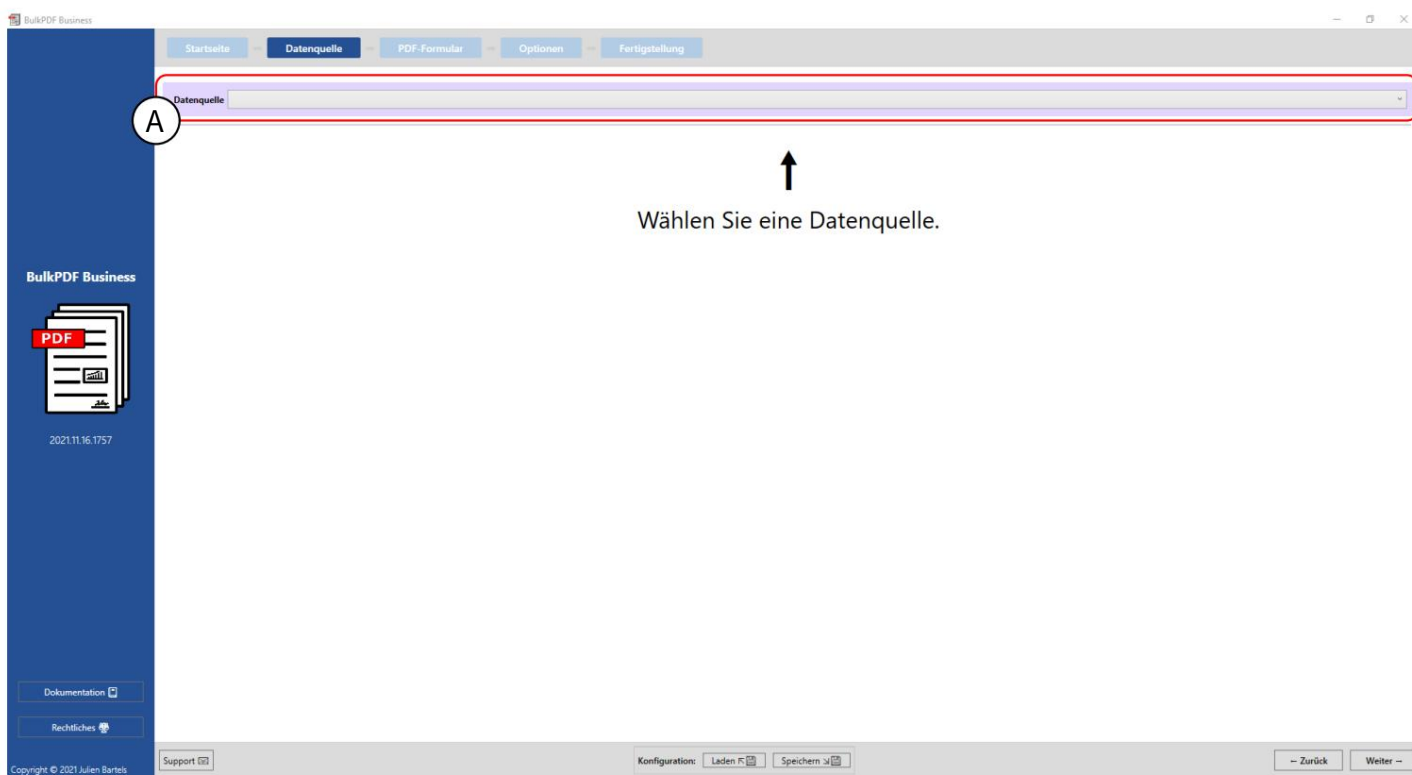 BulkPDF Business
Startseite Datenquelle PDF-Formular Optionen Fertigstellung
Datenquelle
A
Wählen Sie eine Datenquelle.
BulkPDF Business
PDF
2021.11.16.1757
Dokumentation
Rechtliches
Copyright © 2021 Julien Bartels
Support
Konfiguration: Laden Speichern
Zurück Weiter